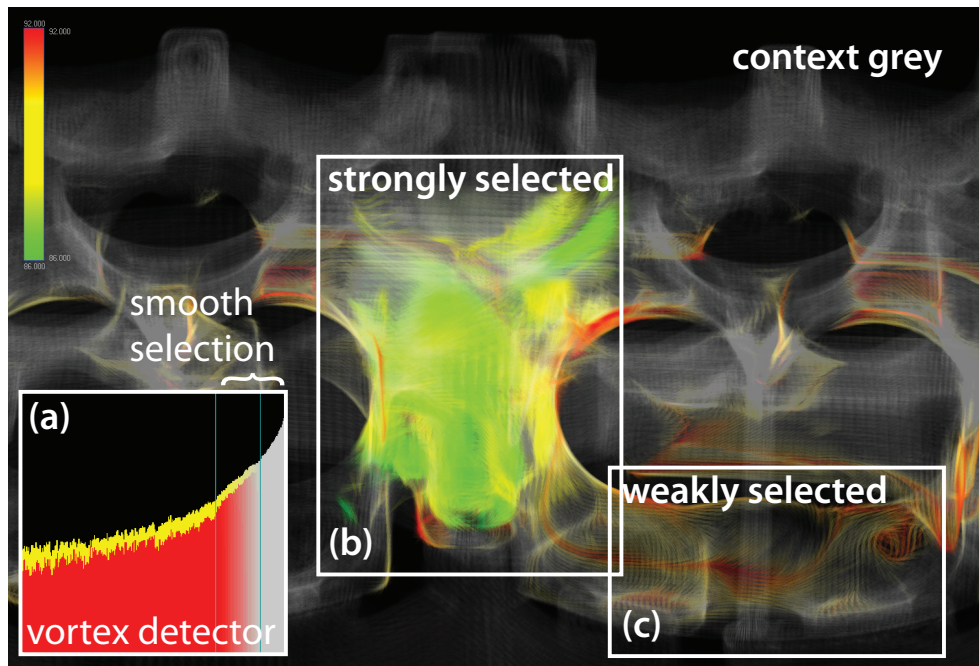 92.000
92.000
context grey
strongly selected
86.000
86.000
smooth
selection
(a)
weakly selected
(b)
vortex detector
(c)